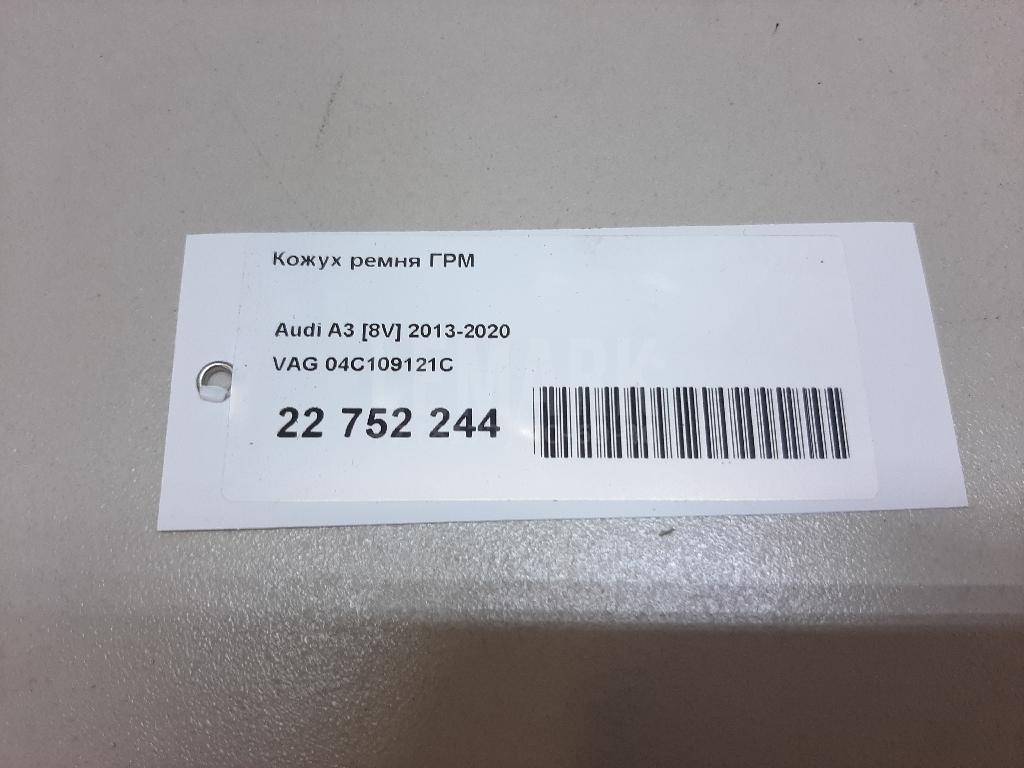 Кожух ремня ГРМ
Audi A3 [8V] 2013-2020
VAG 04C109121C
22 752 244